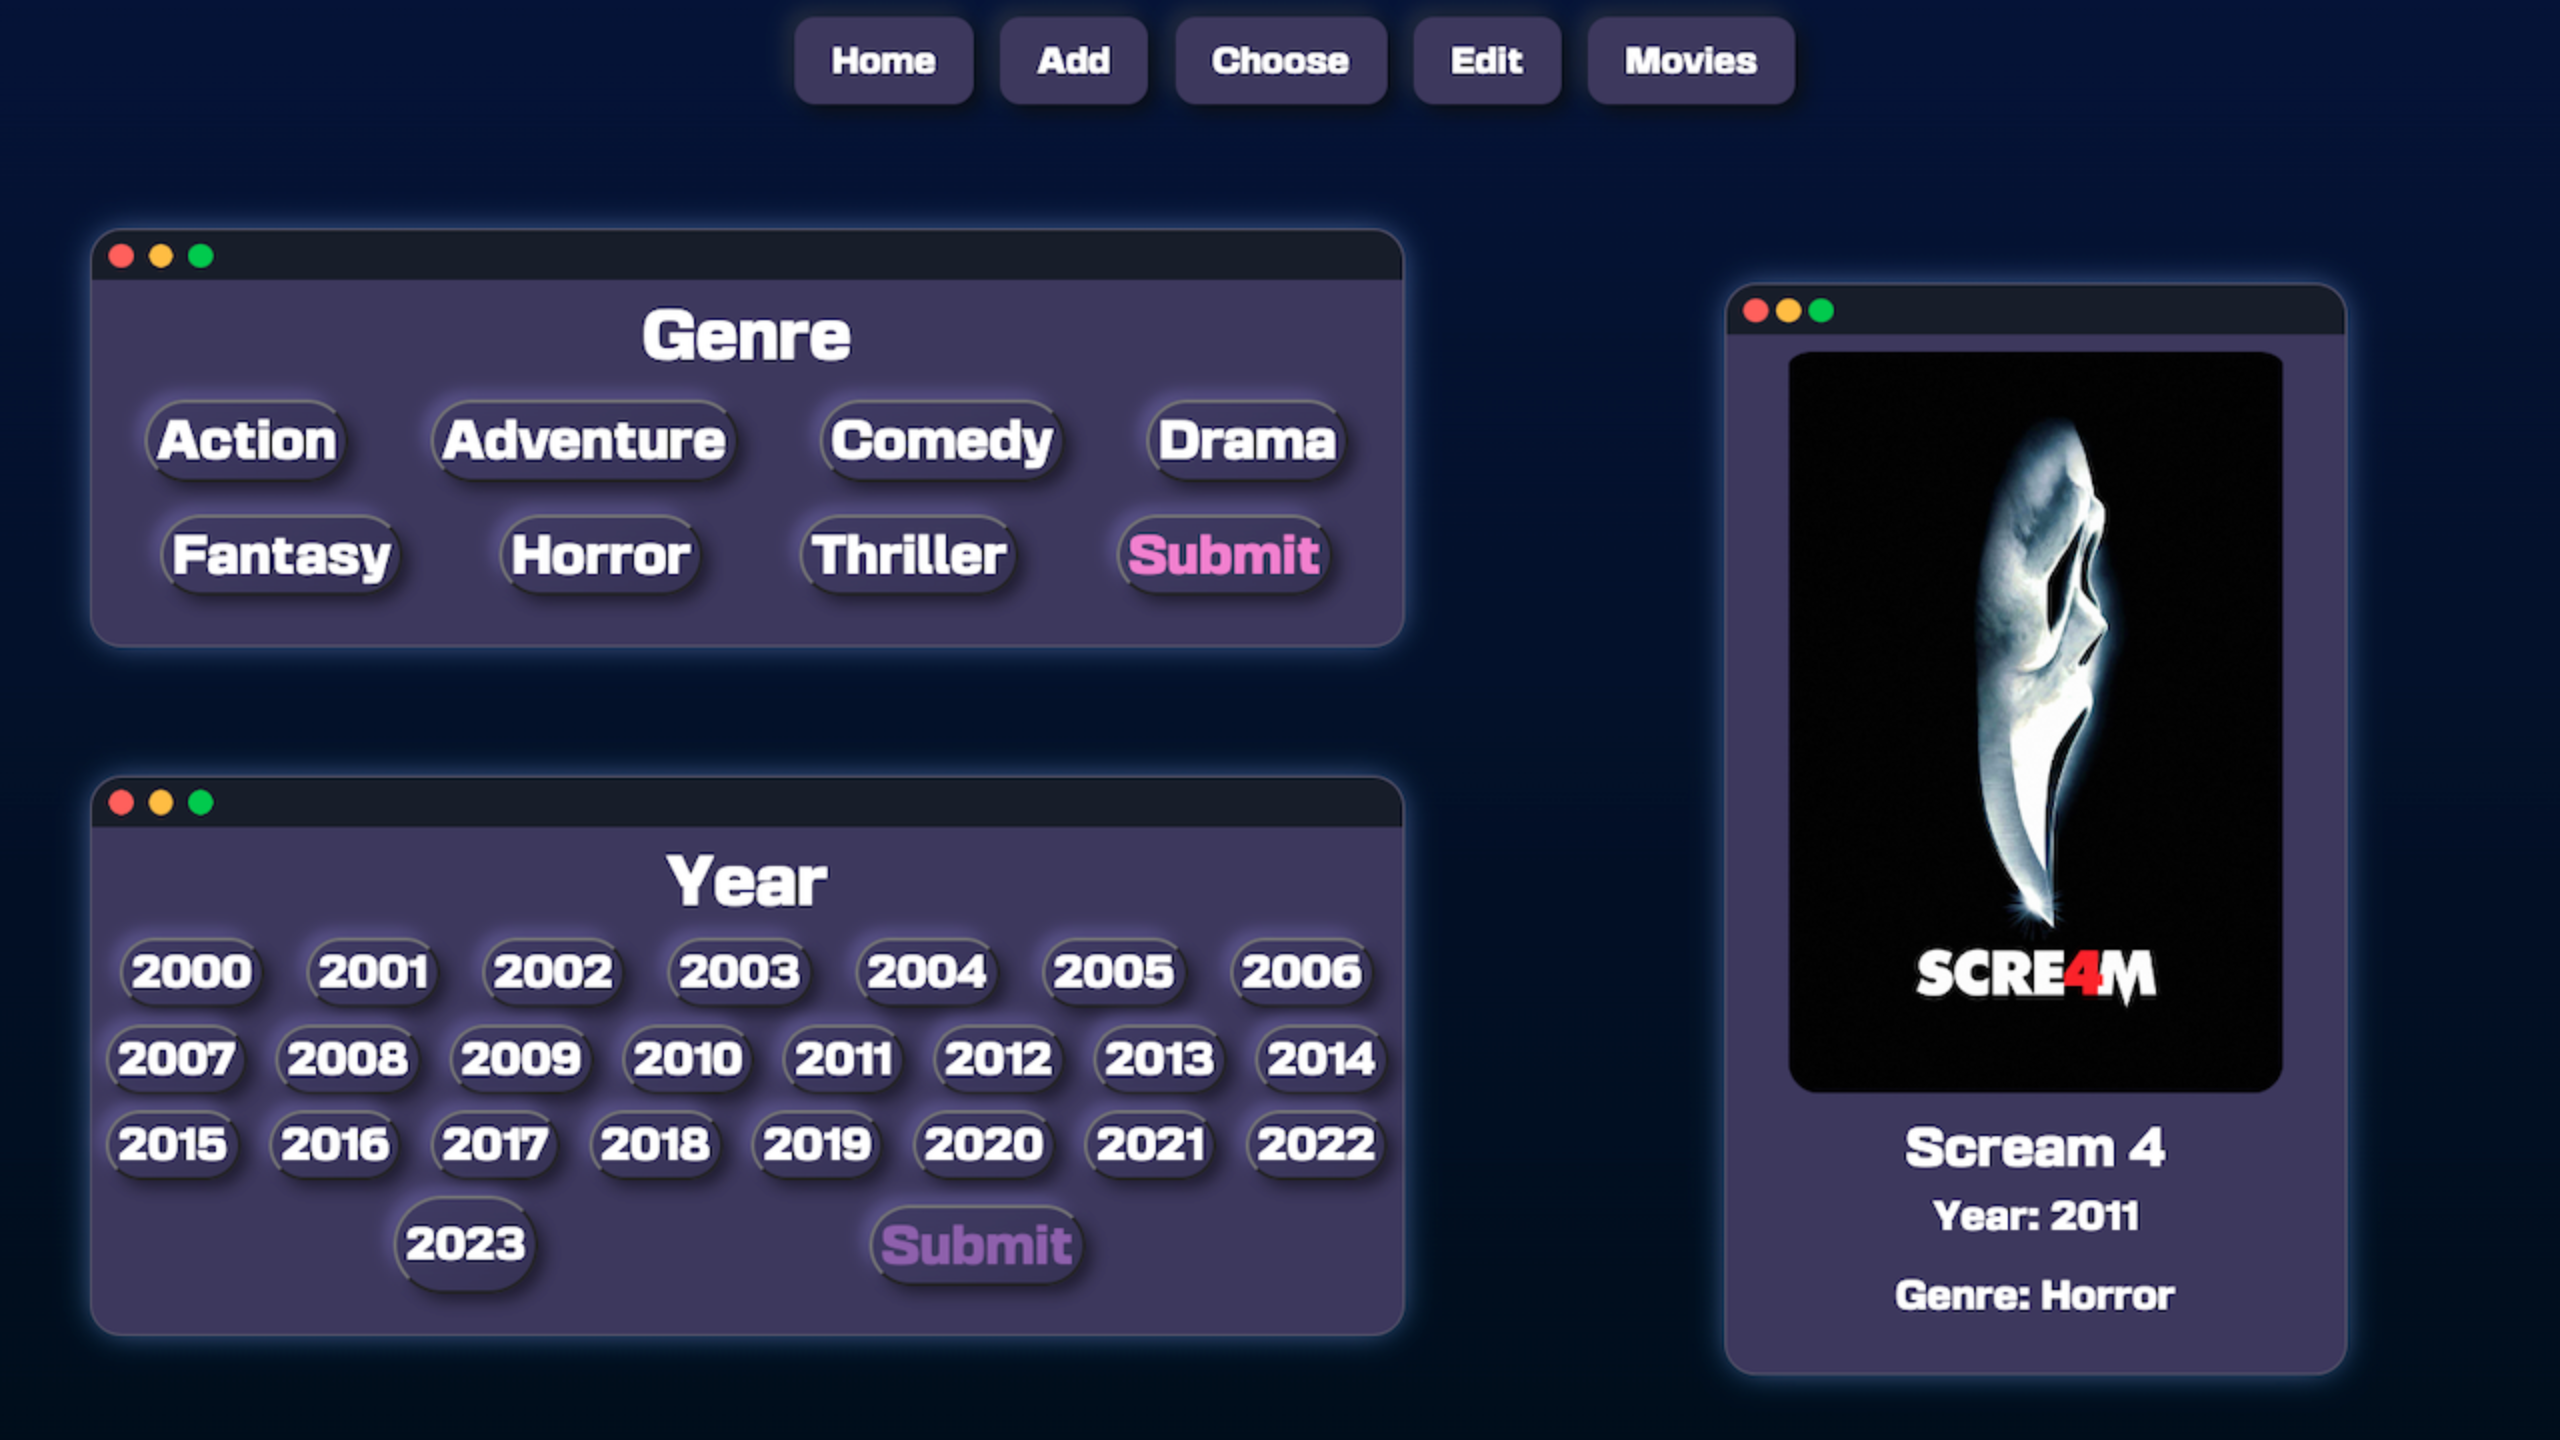 Home Add Choose Edit Movies
Genre
Action Adventure Comedy Drama
Fantasy Horror Thriller Submit
Year
2000 2001 2002 2003 2004 2005 2006
2007 2008 2009 2010 2011 2012 2013 2014
2015 2016 2017 2018 2019 2020 2021 2022
2023 Submit
SCRE4M
Scream 4
Year: 2011
Genre: Horror